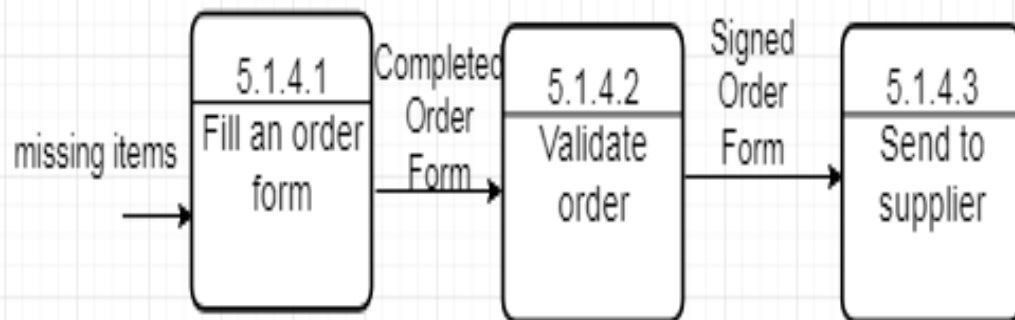 missing items
5.1.4.1
Fill an order
form
Completed
Order
Form
5.1.4.2
Validate
order
Signed
Order
Form
5.1.4.3
Send to
supplier